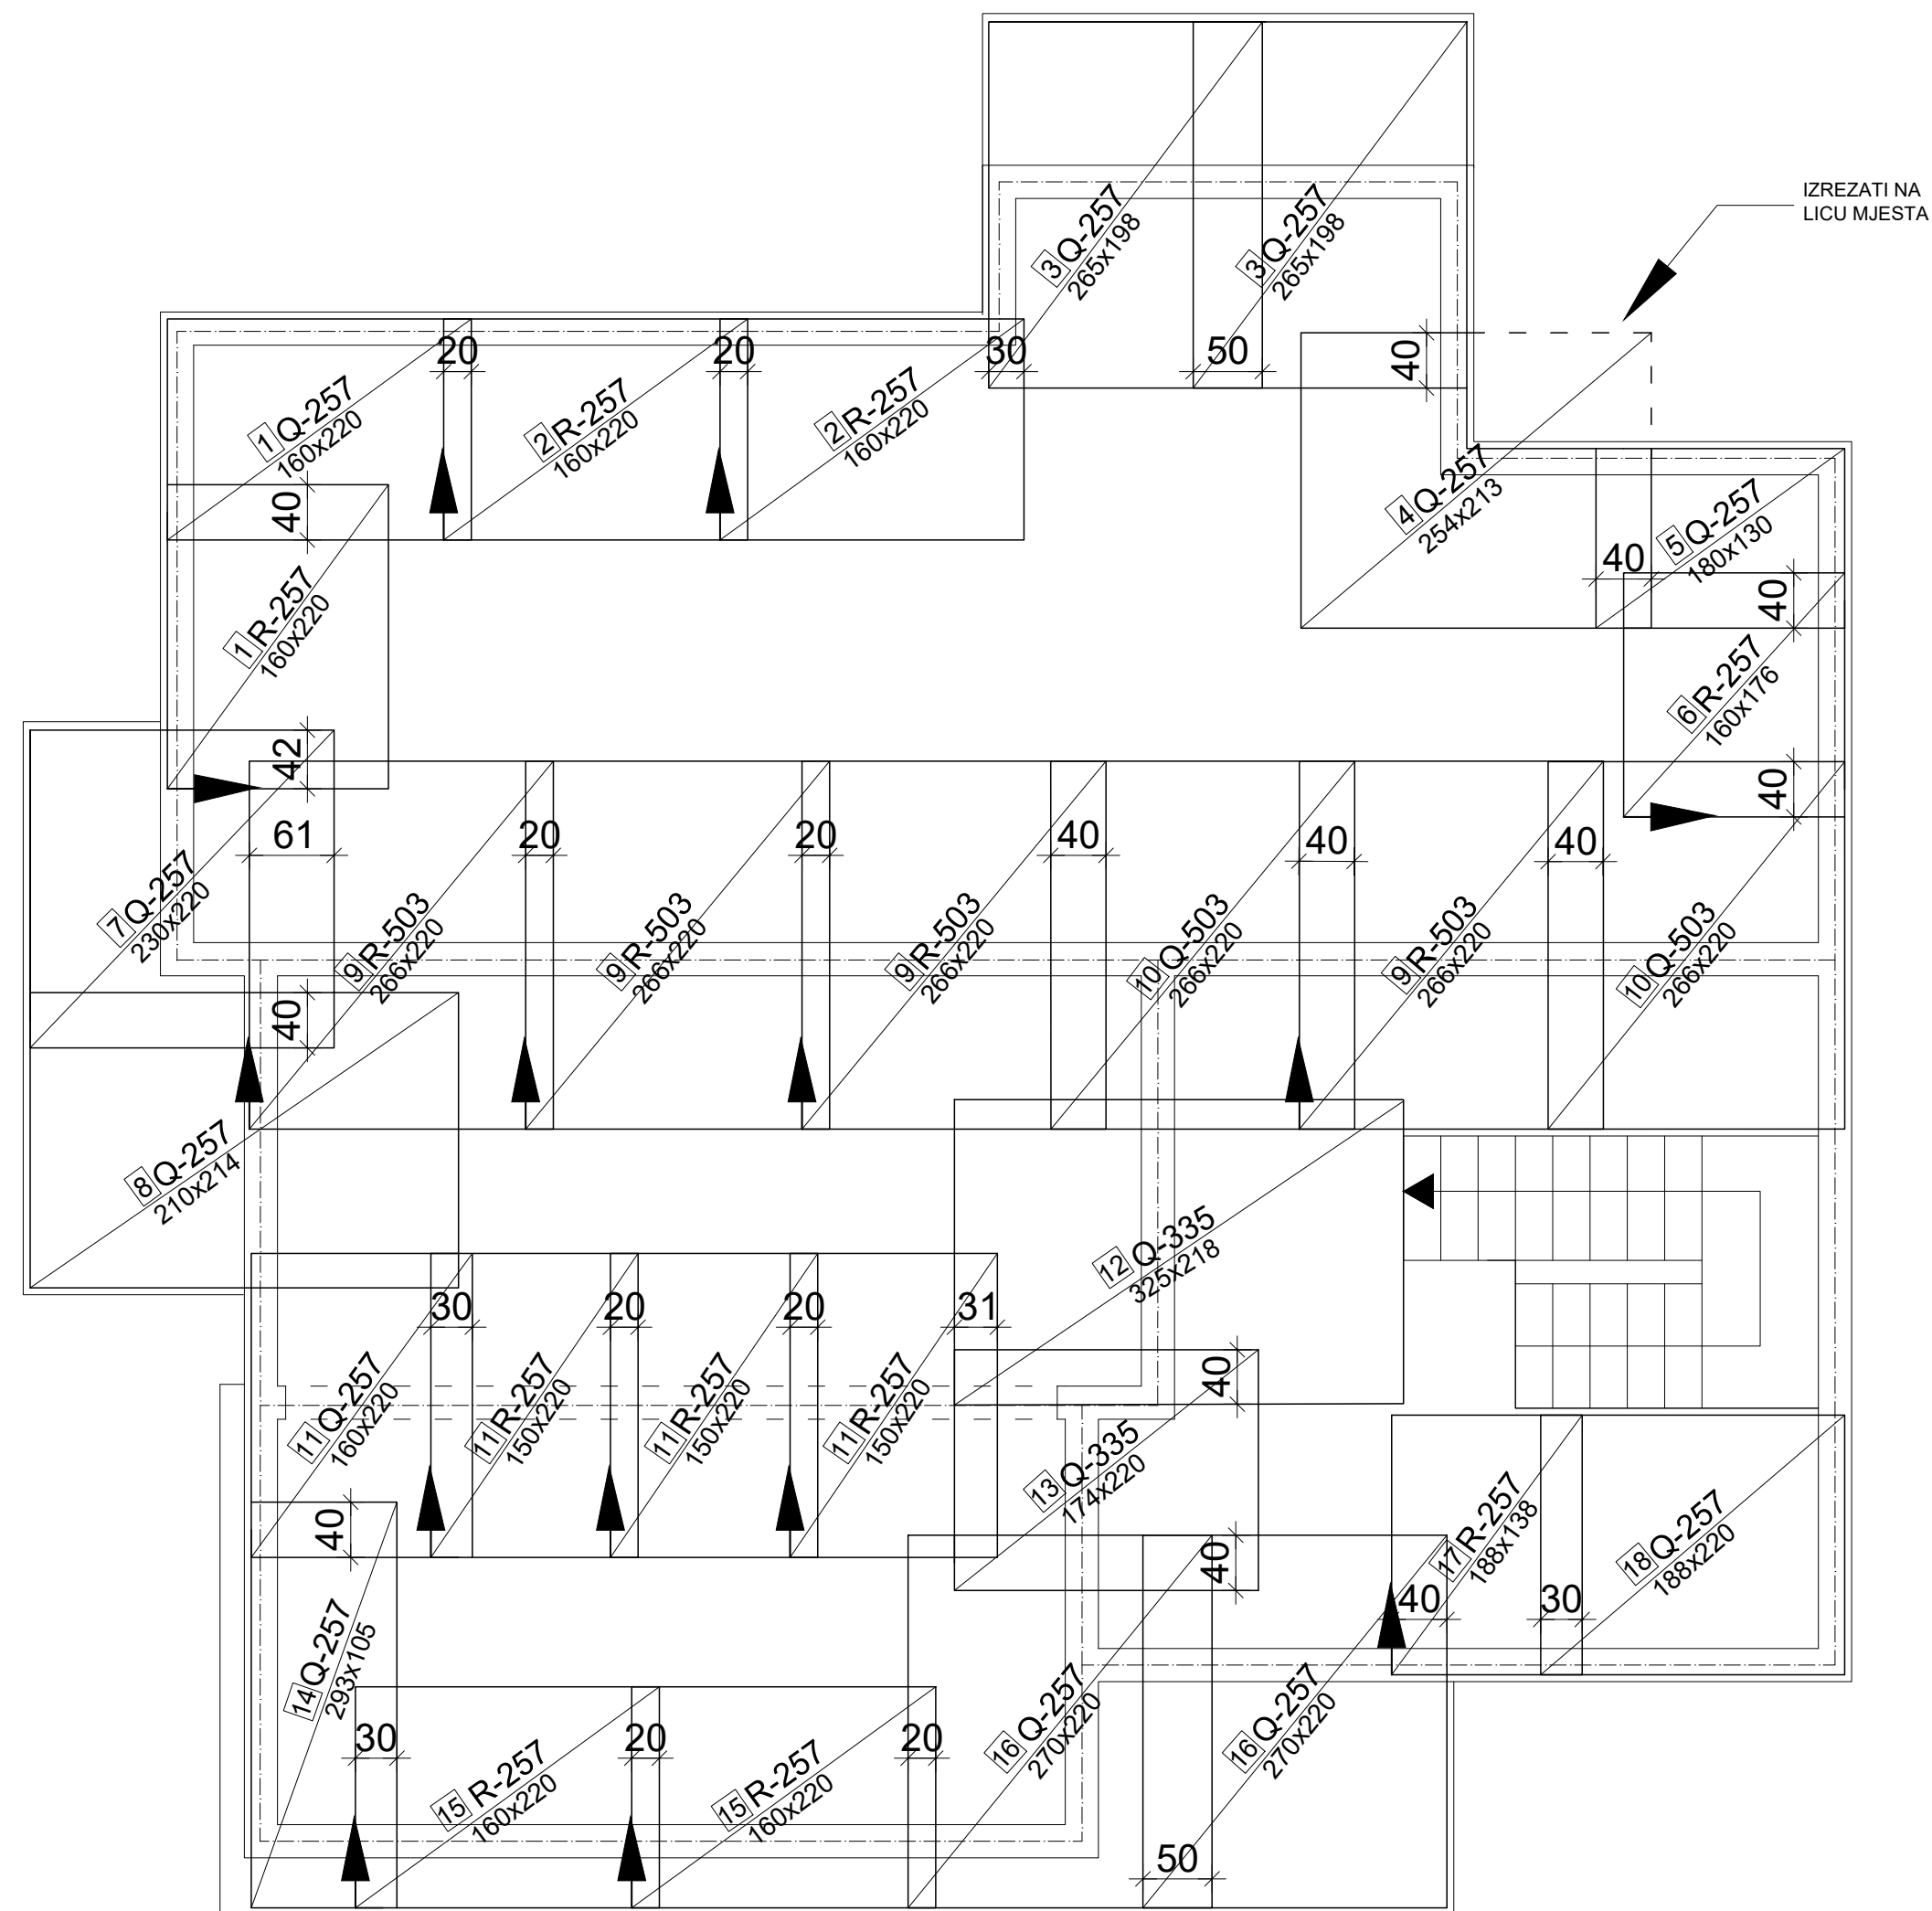 IZREZATI NA
LICU MJESTA
3 Q-257
265x198
3 Q-257
265x198
20
20
30
50
40
1 Q-257
160x220
2 R-257
160x220
2 R-257
160x220
40
4 Q-257
254x213
5 Q-257
180x130
40
40
1 R-257
160x220
6 R-257
160x176
42
40
61
20
20
40
40
40
7 Q-257
230x220
9 R-503
266x220
9 R-503
266x220
9 R-503
266x220
10 Q-503
266x220
9 R-503
266x220
10 Q-503
266x220
40
8 Q-257
210x214
12 Q-335
325x218
30
20
20
31
40
11 Q-257
160x220
11 R-257
150x220
11 R-257
150x220
11 R-257
150x220
13 Q-335
174x220
40
40
17 R-257
188x138
18 Q-257
188x220
40
30
14 Q-257
293x105
30
20
20
15 R-257
160x220
15 R-257
160x220
16 Q-257
270x220
16 Q-257
270x220
50